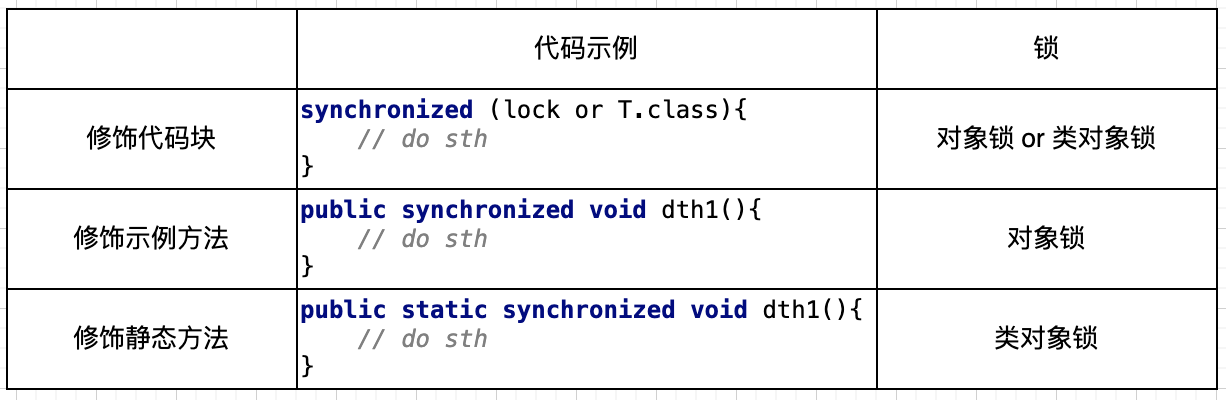 代码示例
锁
修饰代码块
synchronized (lock or T.class){
// do sth
}
对象锁 or 类对象锁
修饰示例方法
public synchronized void dth1(){
// do sth
}
对象锁
修饰静态方法
public static synchronized void dth1(){
// do sth
}
类对象锁